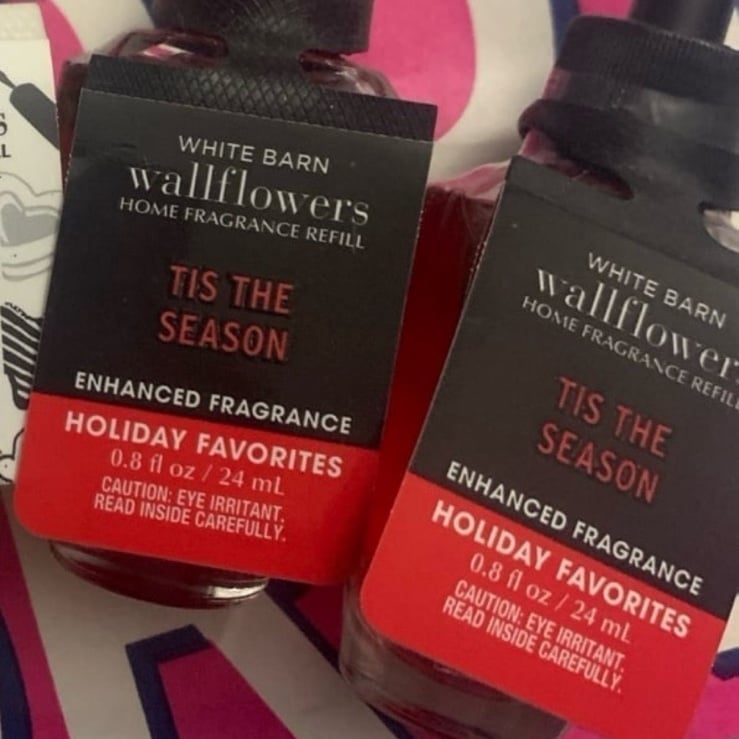 WHITE BARN
wallflowers
HOME FRAGRANCE REFILL
TIS THE
SEASON
ENHANCED FRAGRANCE
HOLIDAY FAVORITES
0.8 fl oz / 24 mL
CAUTION: EYE IRRITANT.
READ INSIDE CAREFULLY.
WHITE BARN
wallflower
HOME FRAGRANCE REFILL
TIS THE
SEASON
ENHANCED FRAGRANCE
HOLIDAY FAVORITES
0.8 fl oz / 24 mL
CAUTION: EYE IRRITANT.
READ INSIDE CAREFULLY.